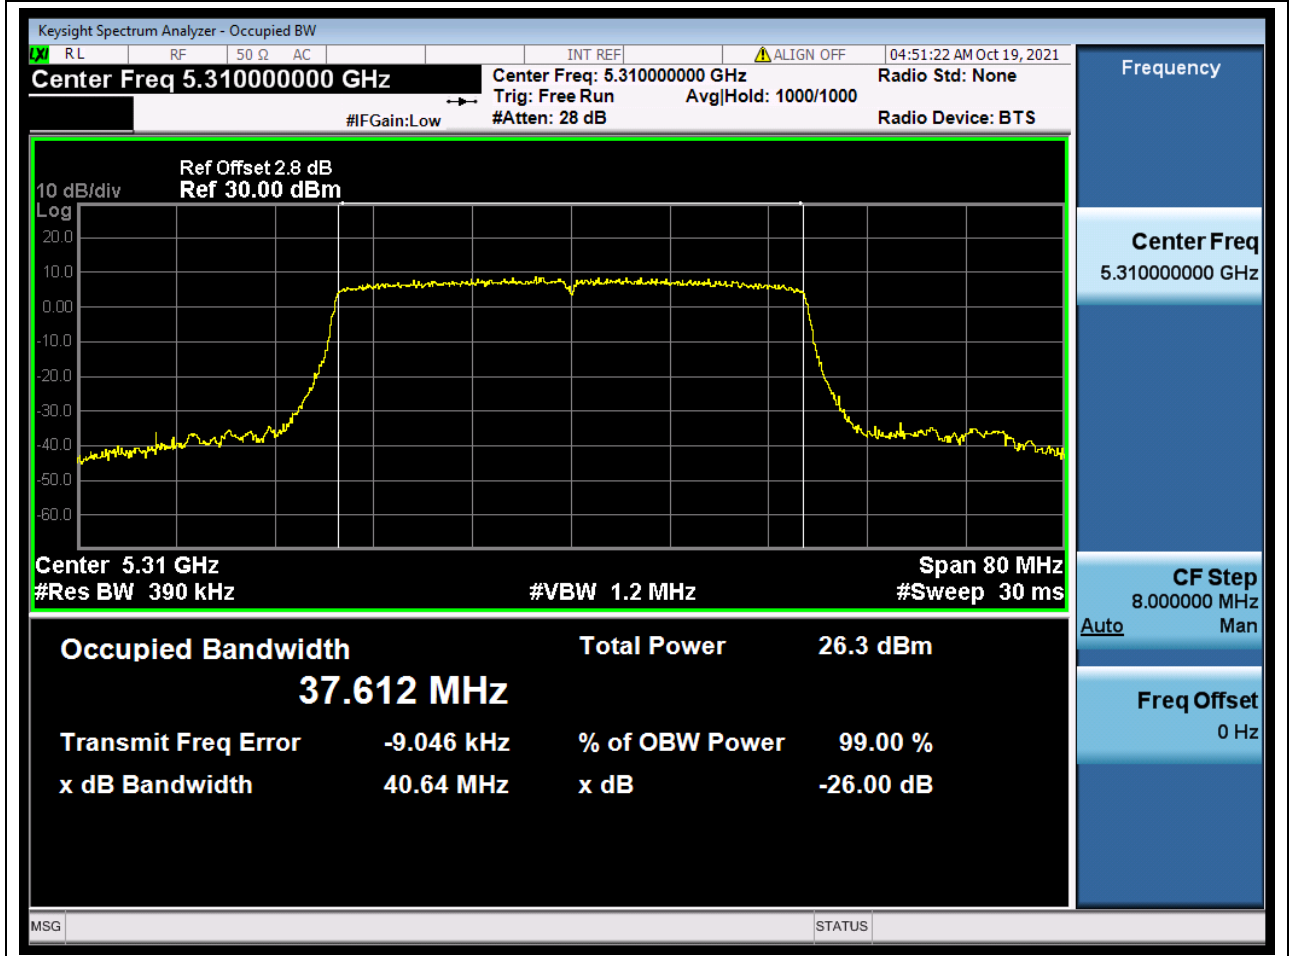 Keysight Spectrum Analyzer - Occupied BW
LXI RL RF 50 Ω AC INT REF ALIGN OFF 04:51:22 AM Oct 19, 2021
Center Freq 5.310000000 GHz
Center Freq: 5.310000000 GHz
Radio Std: None
Trig: Free Run Avg|Hold: 1000/1000
#IFGain:Low #Atten: 28 dB
Radio Device: BTS
Ref Offset 2.8 dB
10 dB/div Ref 30.00 dBm
Log
20.0
10.0
0.00
-10.0
-20.0
-30.0
-40.0
-50.0
-60.0
Center 5.31 GHz Span 80 MHz
#Res BW 390 kHz #VBW 1.2 MHz #Sweep 30 ms
Occupied Bandwidth Total Power 26.3 dBm
37.612 MHz
Transmit Freq Error -9.046 kHz % of OBW Power 99.00 %
x dB Bandwidth 40.64 MHz x dB -26.00 dB
MSG STATUS
Frequency
Center Freq
5.310000000 GHz
CF Step
8.000000 MHz
Auto Man
Freq Offset
0 Hz